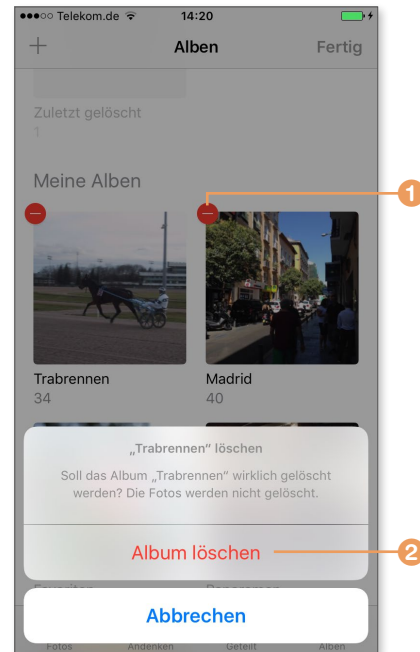 Telekom.de 14:20
Alben Fertig
Zuletzt gelöscht
1
Meine Alben
1
Trabrennen Madrid
34 40
„Trabrennen“ löschen
Soll das Album „Trabrennen“ wirklich gelöscht
werden? Die Fotos werden nicht gelöscht.
Album löschen
2
Abbrechen
Fotos Andenken Geteilt Alben